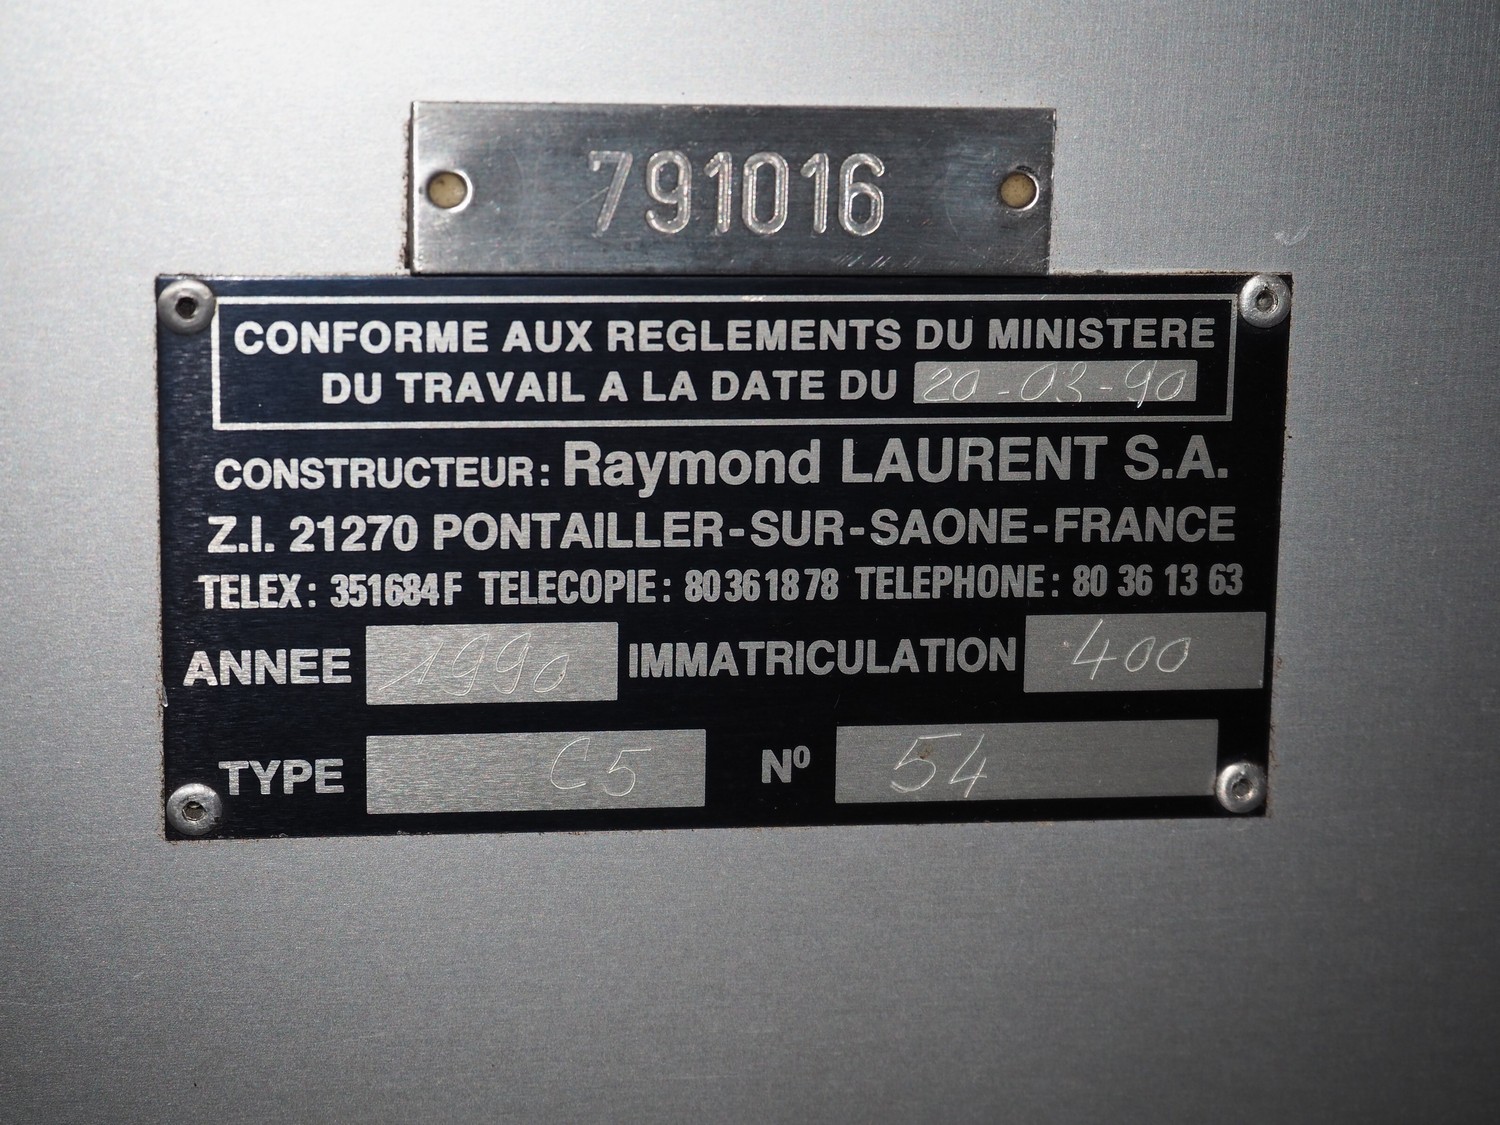 791016
CONFORME AUX REGLEMENTS DU MINISTERE
DU TRAVAIL A LA DATE DU 20-03-90
CONSTRUCTEUR: Raymond LAURENT S.A.
Z.I. 21270 PONTAILLER-SUR-SAONE-FRANCE
TELEX: 351684F TELECOPIE: 80361878 TELEPHONE: 80 36 13 63
ANNEE 1990 IMMATRICULATION 400
TYPE C5 Nº 54